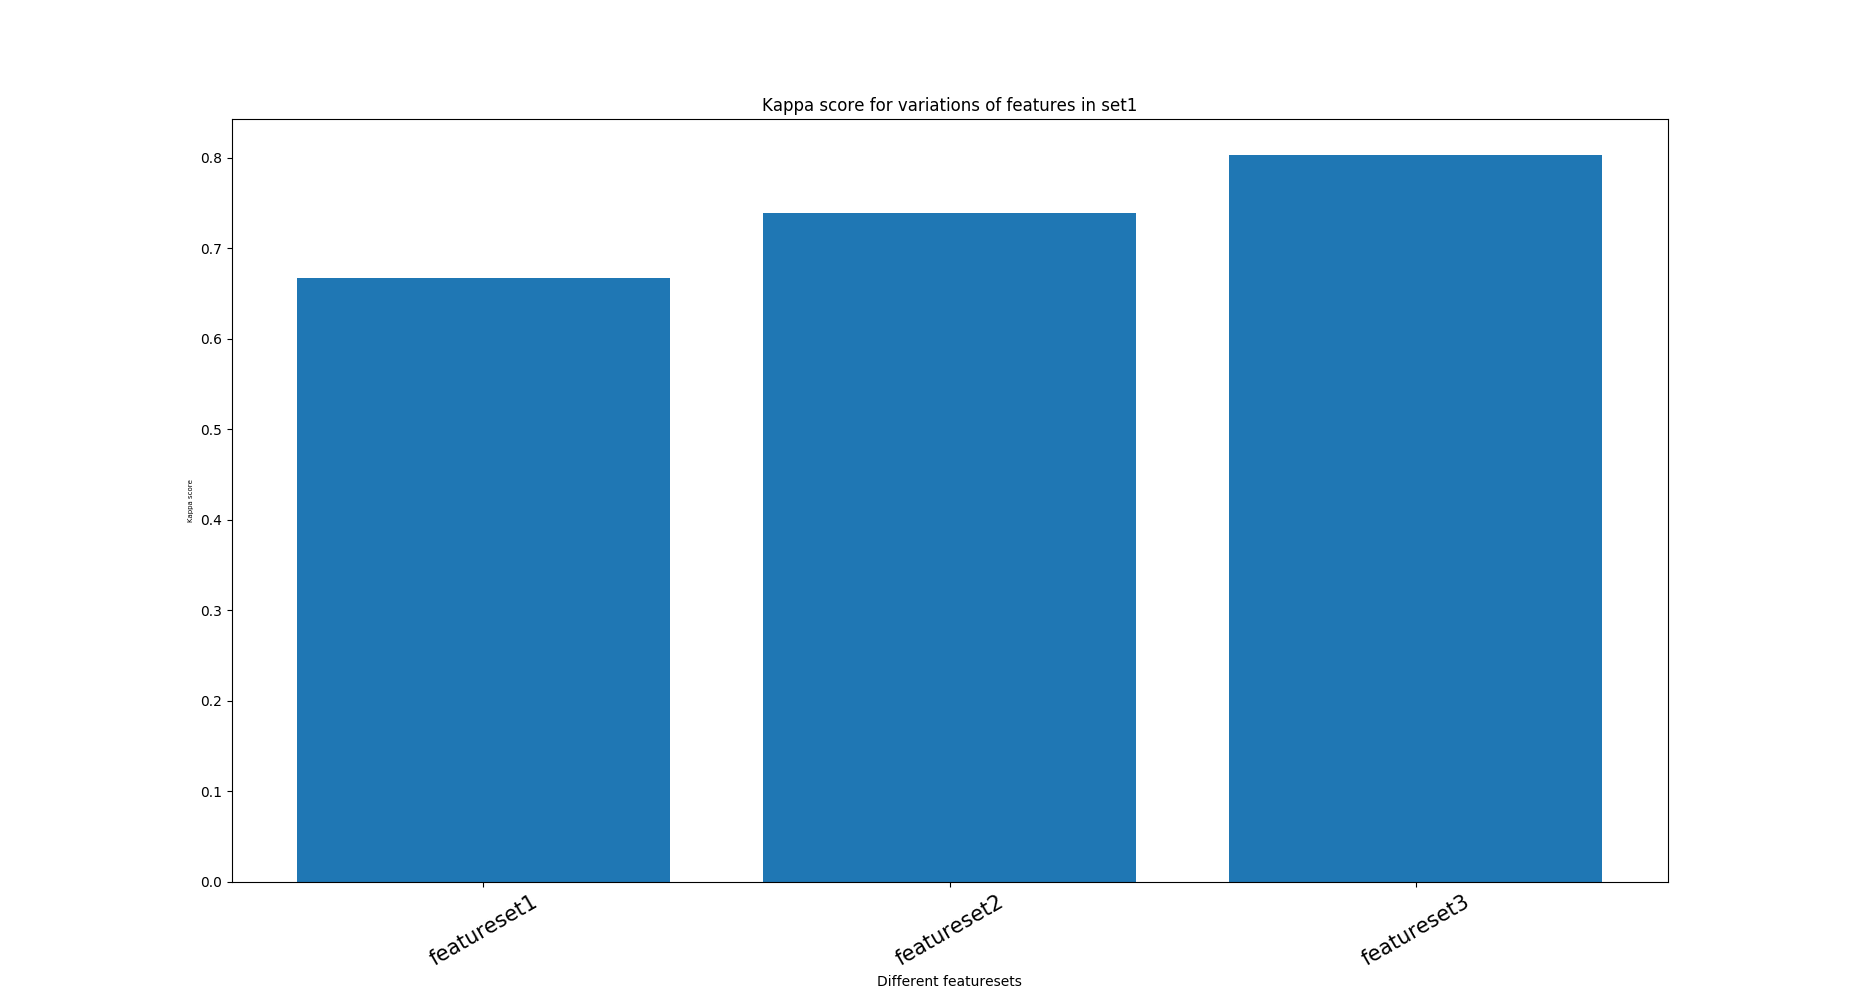 Kappa score for variations of features in set1
0.8
0.7
0.6
0.5
0.4
0.3
0.2
0.1
0.0
Kappa score
featureset1
featureset2
featureset3
Different featuresets